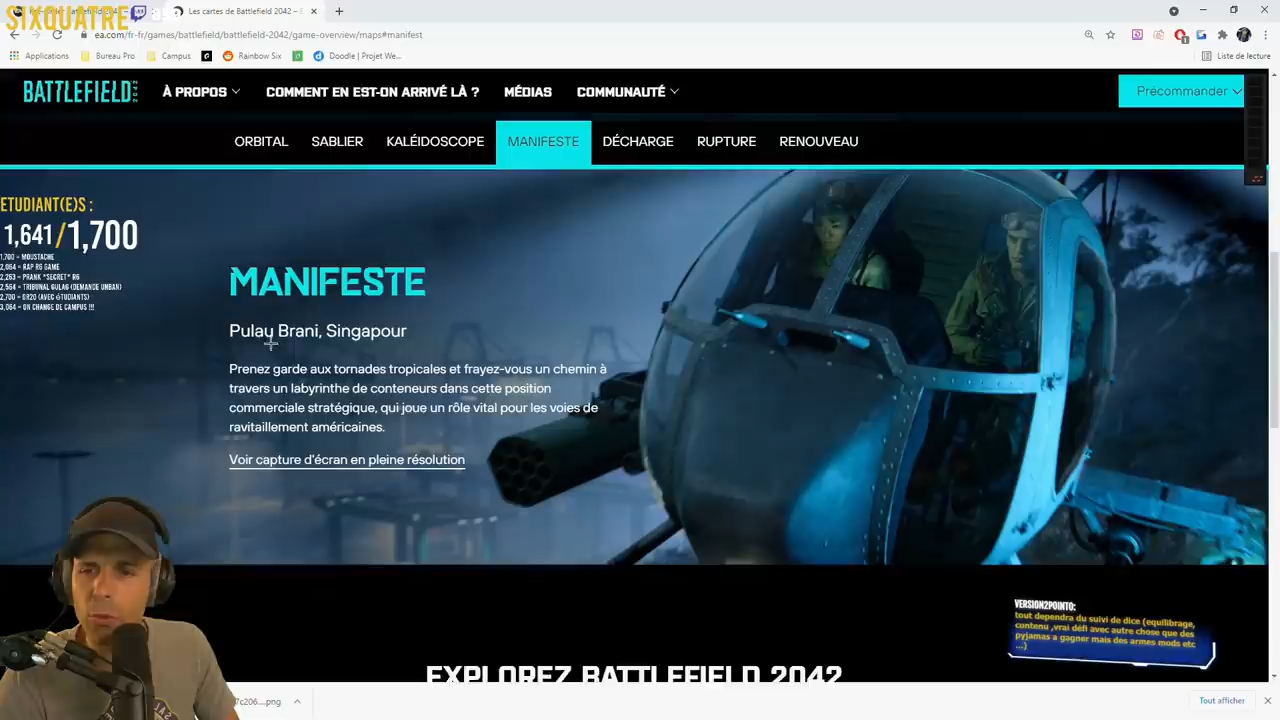 SIXQUATRE
Les cartes de Battlefield 2042 –
ea.com/fr-fr/games/battlefield/battlefield-2042/game-overview/maps#manifest
Applications
Bureau Pro
Campus
Rainbow Six
Doodle | Projet We...
Liste de lecture
BATTLEFIELD 2042
À PROPOS
COMMENT EN EST-ON ARRIVÉ LÀ ?
MÉDIAS
COMMUNAUTÉ
Précommander
ORBITAL
SABLIER
KALÉIDOSCOPE
MANIFESTE
DÉCHARGE
RUPTURE
RENOUVEAU
ETUDIANT(E)S :
1,641/1,700
1,700 = MOUSTACHE
2,054 = RAP R6 GAME
2,263 = PRANK *SECRET* R6
2,564 = TRIBUNAL GULAG (DEMANDE UNBAN)
2,700 = GR20 (AVEC ÉTUDIANTS)
3,064 = ON CHANGE DE CAMPUS !!!
MANIFESTE
Pulau Brani, Singapour
Prenez garde aux tornades tropicales et frayez-vous un chemin à
travers un labyrinthe de conteneurs dans cette position
commerciale stratégique, qui joue un rôle vital pour les voies de
ravitaillement américaines.
Voir capture d'écran en pleine résolution
VERSION2POINTO:
tout dependra du suivi de dice (equilibrage,
contenu ,vrai défi avec autre chose que des
pyjamas a gagner mais des armes mods etc
...)
EXPLOREZ BATTLEFIELD 2042
7c206....png
Tout afficher